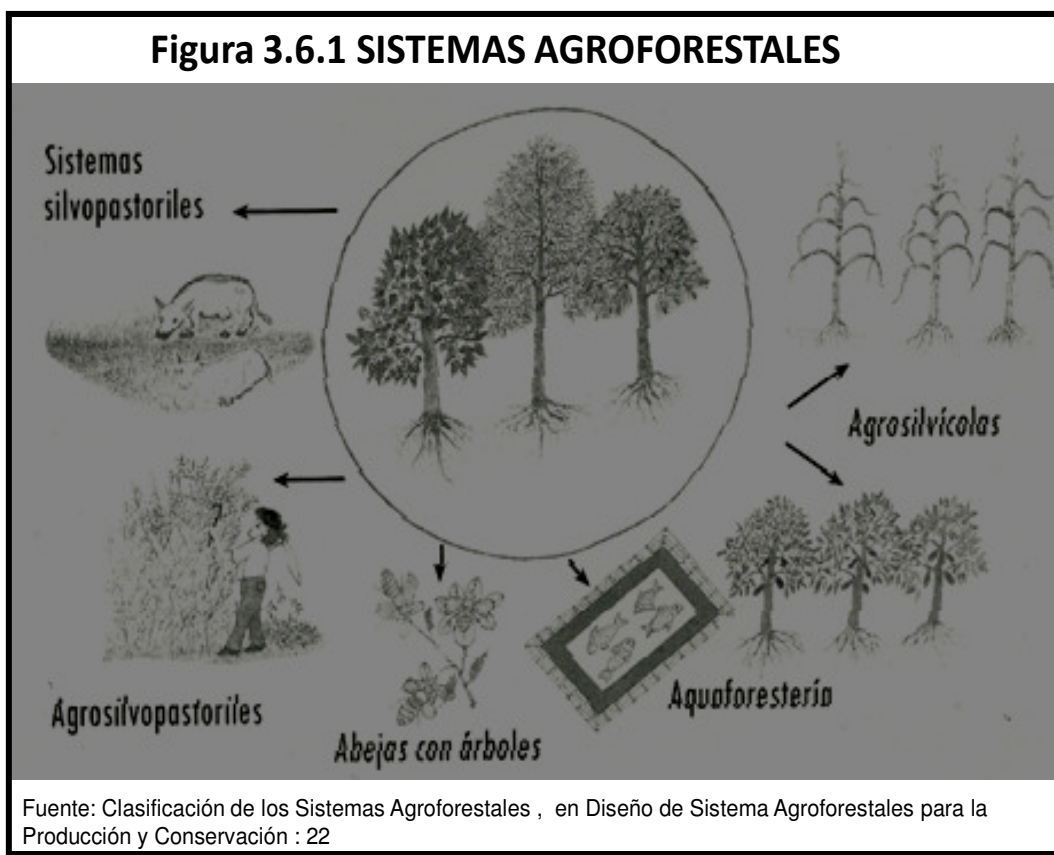 Figura 3.6.1 SISTEMAS AGROFORESTALES
Sistemas
silvopastoriles
Agrosilvícolas
Agrosilvopastoriles
Abejas con árboles
Aquaforestería
Fuente: Clasificación de los Sistemas Agroforestales , en Diseño de Sistema Agroforestales para la
Producción y Conservación : 22